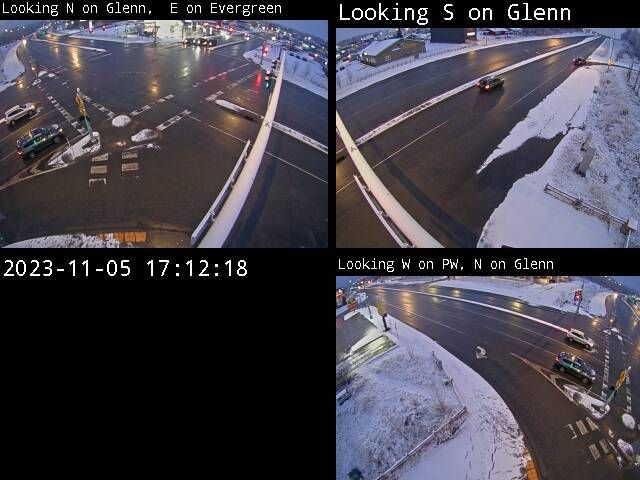 Looking N on Glenn,  E on Evergreen
Looking S on Glenn
2023-11-05 17:12:18
Looking W on PW, N on Glenn